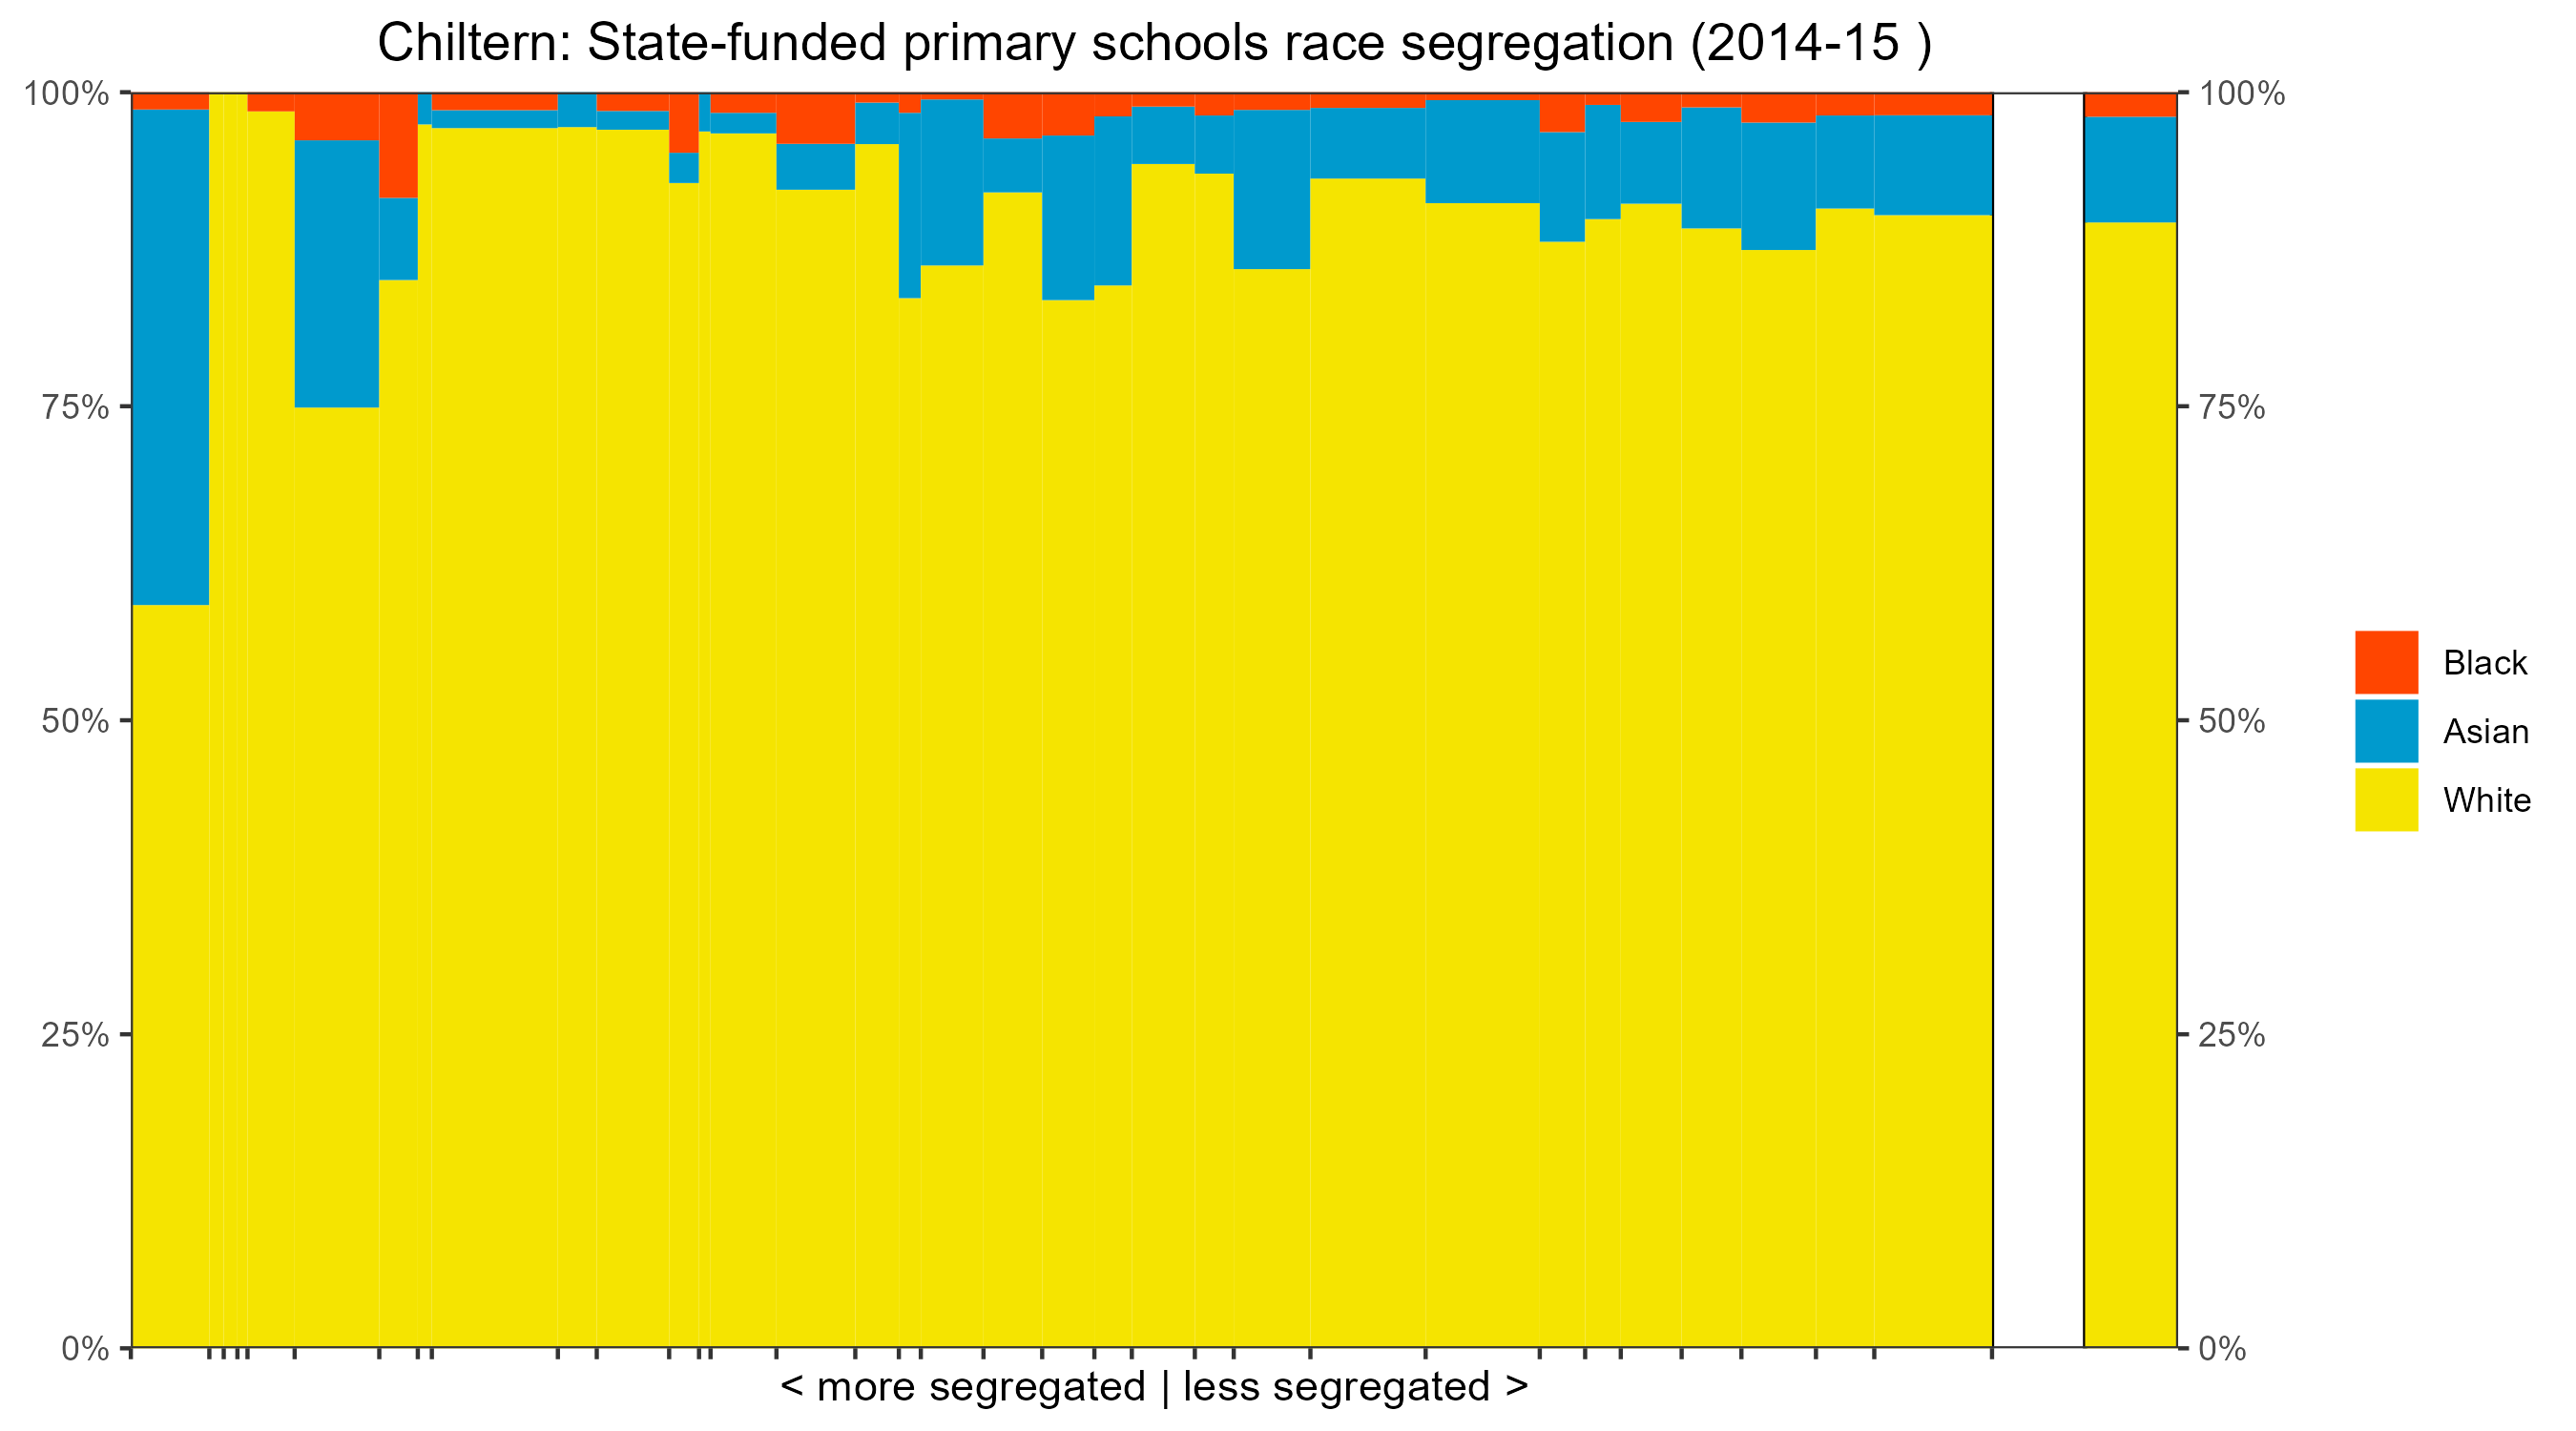 Chiltern: State-funded primary schools race segregation (2014-15 )
100%
75%
50%
25%
0%
100%
75%
50%
25%
0%
Black
Asian
White
< more segregated | less segregated >